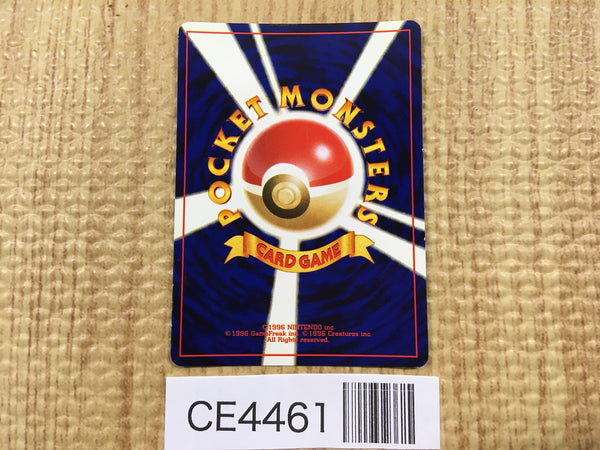 POCKET MONSTERS
CARD GAME
©1996 NINTENDO inc.
©1996 GameFreak inc. ©1996 Creatures inc.
All Rights reserved.
CE4461